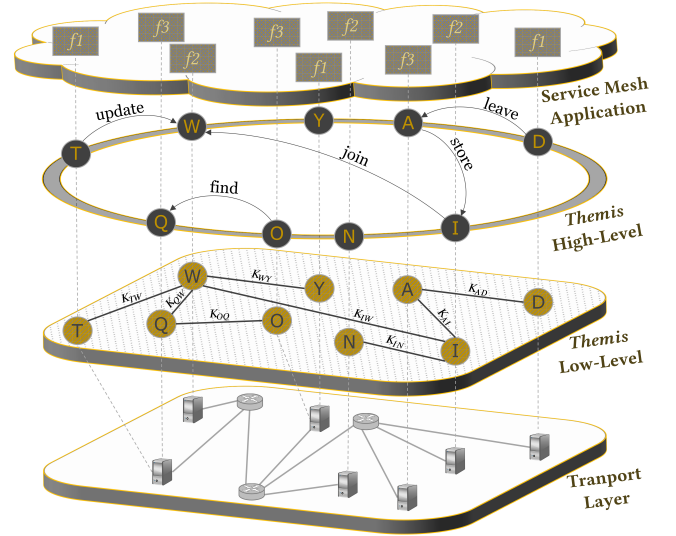 f1
f3
f2
f3
f1
f2
f3
f2
f1
Service Mesh
Application
update
leave
T
W
Y
A
D
join
store
find
Q
O
N
I
Themis
High-Level
W
Y
A
D
T
Q
O
N
I
K_TW
K_QW
K_WY
K_OQ
K_IW
K_AD
K_AI
K_IN
Themis
Low-Level
Tranport
Layer